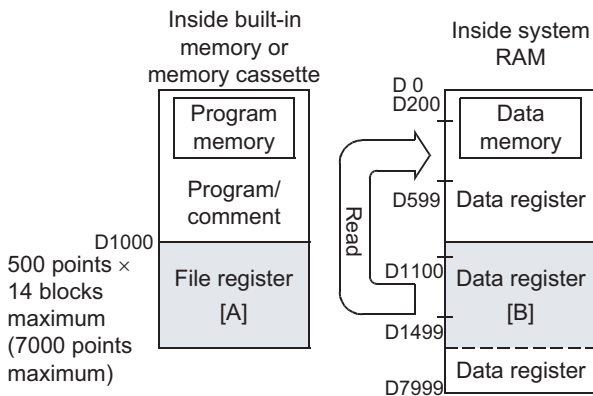 Inside built-in
memory or
memory cassette
Program
memory
Program/
comment
D1000
500 points ×
14 blocks
maximum
(7000 points
maximum)
File register
[A]
Inside system
RAM
D 0
D200
Data
memory
D599
Data register
Read
D1100
Data register
[B]
D1499
Data register
D7999